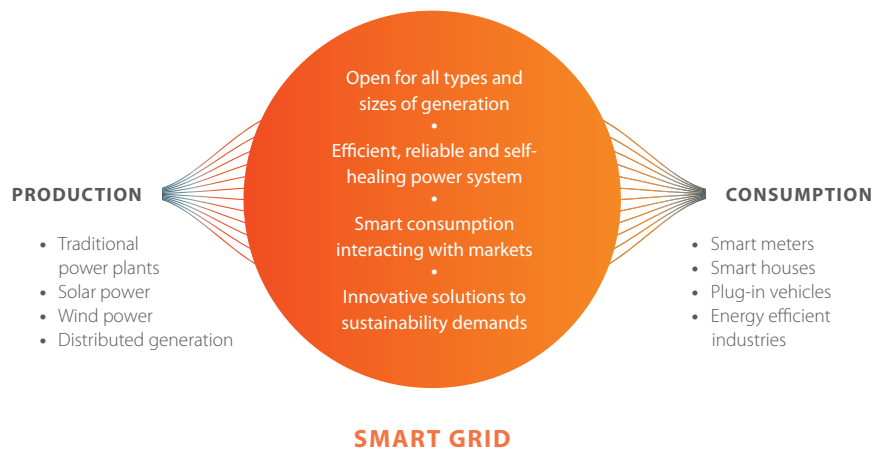 Open for all types and
sizes of generation
•
Efficient, reliable and self-
healing power system
•
Smart consumption
interacting with markets
•
Innovative solutions to
sustainability demands
PRODUCTION
• Traditional
power plants
• Solar power
• Wind power
• Distributed generation
CONSUMPTION
• Smart meters
• Smart houses
• Plug-in vehicles
• Energy efficient
industries
SMART GRID